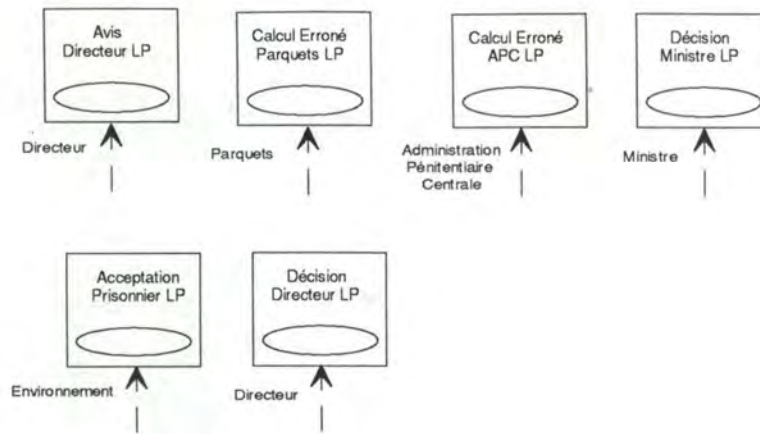 Avis
Directeur LP
Calcul Erroné
Parquets LP
Calcul Erroné
APC LP
Décision
Ministre LP
Directeur
Parquets
Administration
Pénitentiaire
Centrale
Ministre
Acceptation
Prisonnier LP
Décision
Directeur LP
Environnement
Directeur